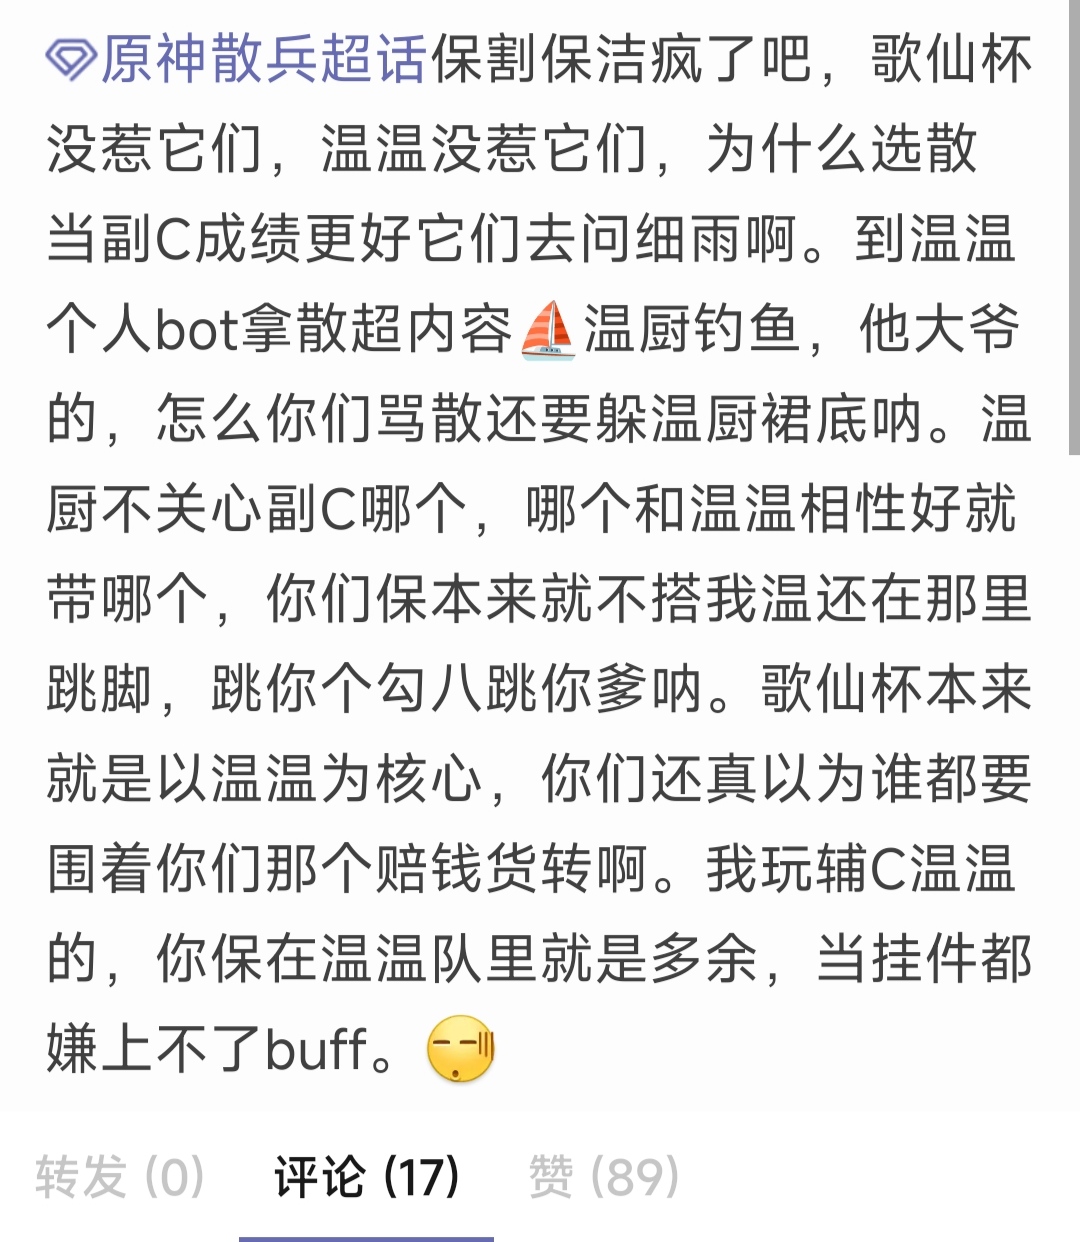 原神散兵超话保割保洁疯了吧，歌仙杯
没惹它们，温温没惹它们，为什么选散
当副C成绩更好它们去问细雨啊。到温温
个人bot拿散超内容⛵温厨钓鱼，他大爷
的，怎么你们骂散还要躲温厨裙底呐。温
厨不关心副C哪个，哪个和温温相性好就
带哪个，你们保本来就不搭我温还在那里
跳脚，跳你个勾八跳你爹呐。歌仙杯本来
就是以温温为核心，你们还真以为谁都要
围着你们那个赔钱货转啊。我玩辅C温温
的，你保在温温队里就是多余，当挂件都
嫌上不了buff。
转发 (0) 评论 (17) 赞 (89)